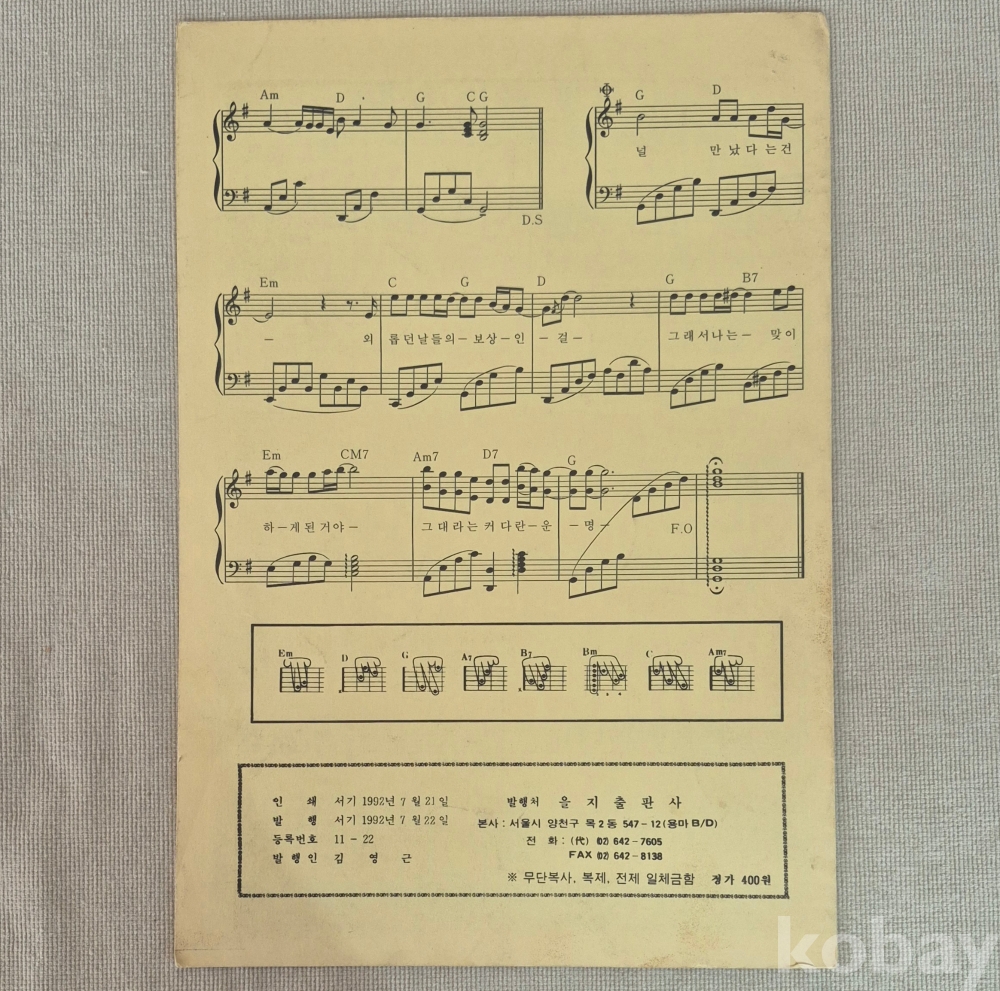 Am D G C G G D
널 만 났 다 는 건
D.S
Em C G D G B7
– 외 롭 던 날 들 의 – 보 상 – 인 – 걸 – 그 래 서 나 는 – 맞 이
Em CM7 Am7 D7 G
하 – 게 된 거 야 – 그 대 라 는 커 다 란 – 운 – 명 –
F.O
Em D G A7 B7 Bm C Am7
인 쇄 서기 1992년 7월 21일
발 행 서기 1992년 7월 22일
등록번호 11 – 22
발 행 인 김 영 근
발행처 을 지 출 판 사
본사 : 서울시 양천구 목 2 동 547 – 12 (용마 B/D)
전 화 : (代) (02) 642 – 7605
FAX (02) 642 – 8138
※ 무단복사, 복제, 전제 일체금함 정가 400원
kobay